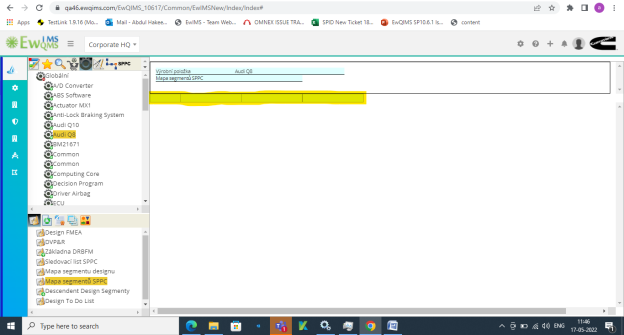 qa46.ewqims.com/EwQIMS_10617/Common/EwIMSNew/Index/Index#
Apps TestLink 1.9.16 (Mo... Mail - Abdul Hakee... EwIMS - Team Web... OMNEX ISSUE TRA... SPID New Ticket 18... EwQIMS SP10.6.1 Is... content
EwQIMS Corporate HQ
SPPC
Globální
A/D Converter
ABS Software
Actuator MX1
Anti-Lock Braking System
Audi Q10
Audi Q8
BM21671
Common
Common
Computing Core
Decision Program
Driver Airbag
ECU
Výrobní položka Audi Q8
Mapa segmentů SPPC
Design FMEA
DVP&R
Základna DRBFM
Sledovací list SPPC
Mapa segmentu designu
Mapa segmentů SPPC
Descendent Design Segmenty
Design To Do List
Type here to search
ENG
11:46
17-05-2022